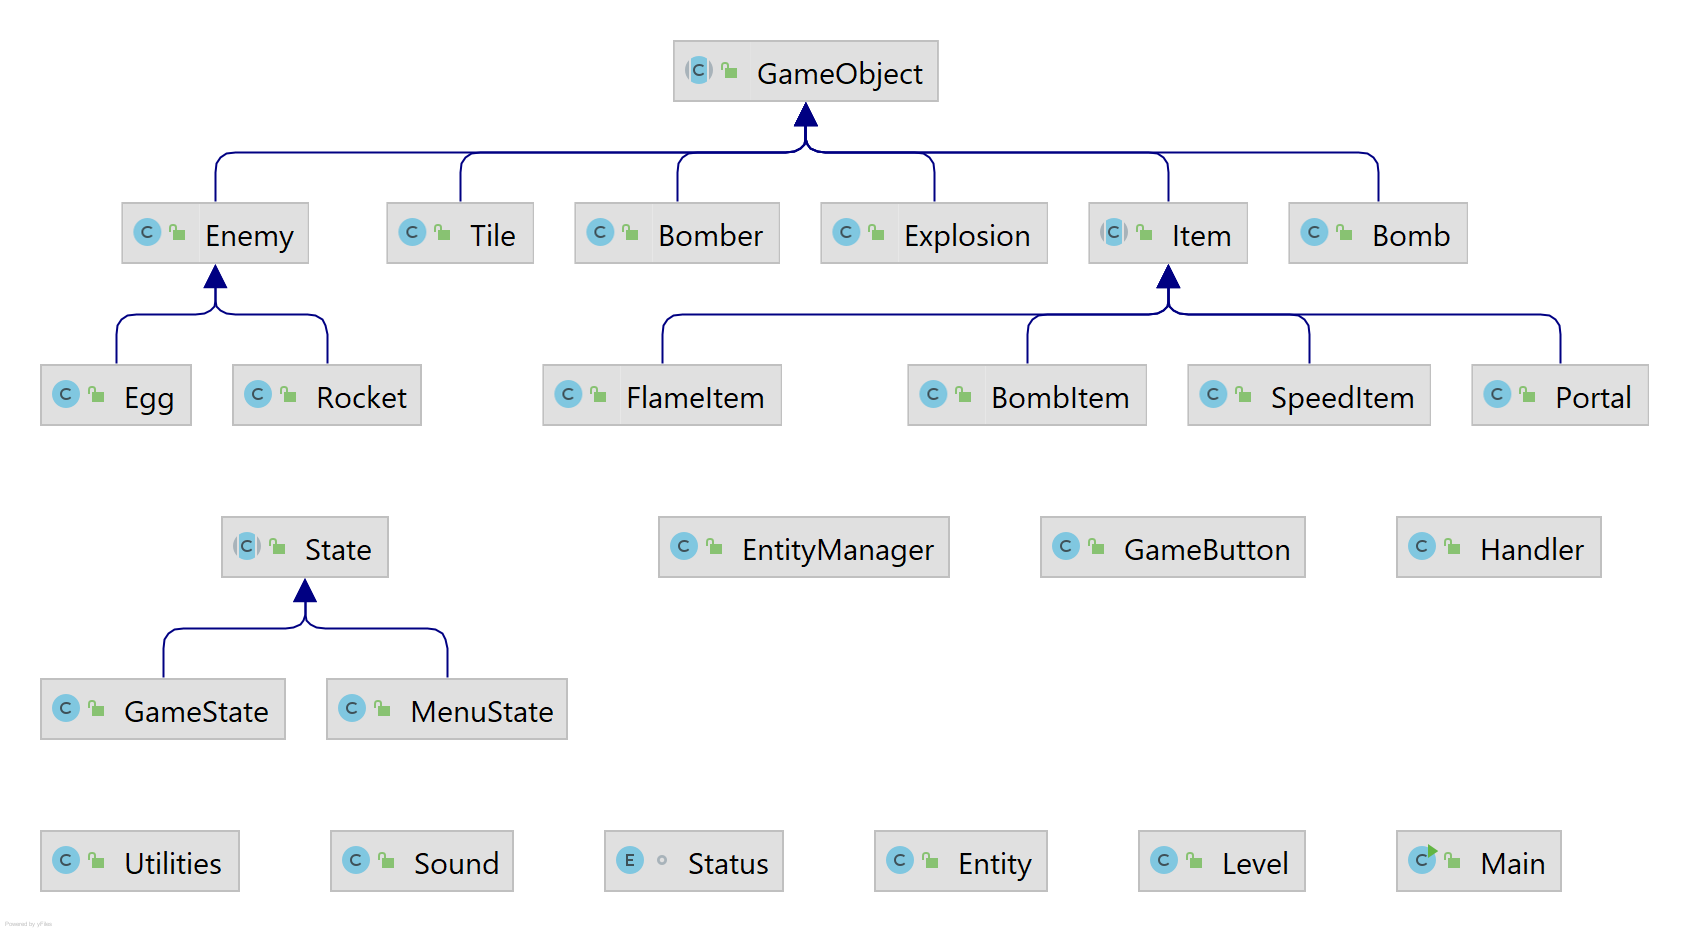 GameObject
Enemy
Tile
Bomber
Explosion
Item
Bomb
Egg
Rocket
FlameItem
BombItem
SpeedItem
Portal
State
EntityManager
GameButton
Handler
GameState
MenuState
Utilities
Sound
Status
Entity
Level
Main
Powered by yFiles